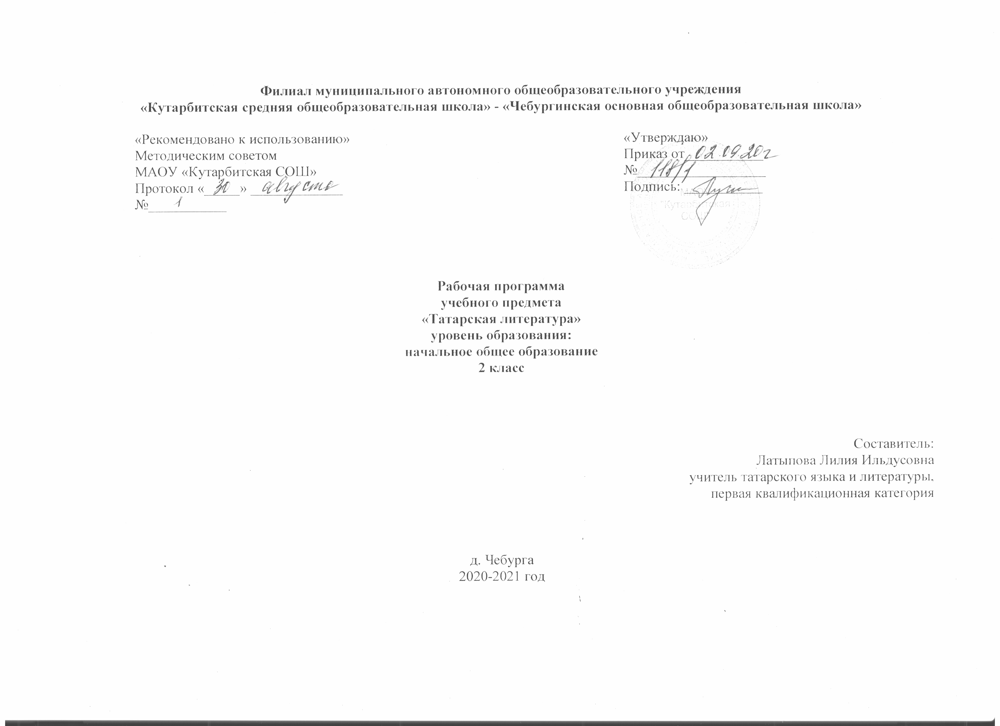 Филиал муниципального автономного общеобразовательного учреждения
«Кутарбитская средняя общеобразовательная школа» - «Чебургинская основная общеобразовательная школа»
«Рекомендовано к использованию»
Методическим советом
МАОУ «Кутарбитская СОШ»
Протокол «30» августа
№ 1
«Утверждаю»
Приказ от 02.09.20г
№ 118/1
Подпись:
МАОУ
"Кутарбитская
СОШ"
Рабочая программа
учебного предмета
«Татарская литература»
уровень образования:
начальное общее образование
2 класс
Составитель:
Латыпова Лилия Ильдусовна
учитель татарского языка и литературы,
первая квалификационная категория
д. Чебурга
2020-2021 год